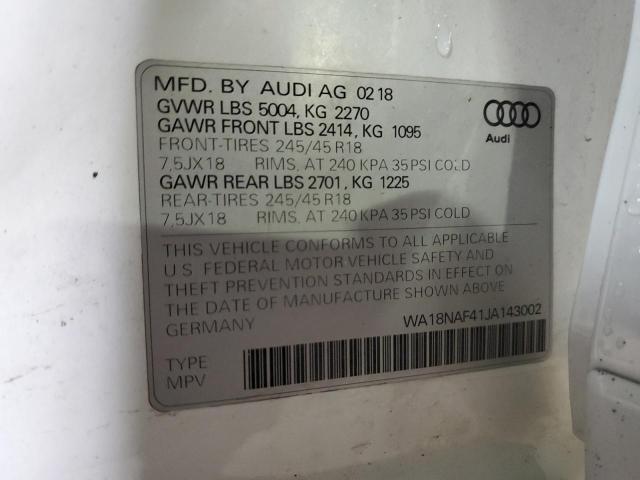 MFD. BY AUDI AG 02 18
GVWR LBS 5004, KG 2270
GAWR FRONT LBS 2414, KG 1095
FRONT-TIRES 245/45 R18
7,5JX18 RIMS, AT 240 KPA 35 PSI COLD
GAWR REAR LBS 2701, KG 1225
REAR-TIRES 245/45 R18
7,5JX18 RIMS, AT 240 KPA 35 PSI COLD
Audi
THIS VEHICLE CONFORMS TO ALL APPLICABLE
U.S. FEDERAL MOTOR VEHICLE SAFETY AND
THEFT PREVENTION STANDARDS IN EFFECT ON
THE DATE OF MANUFACTURE SHOWN ABOVE
GERMANY WA18NAF41JA143002
TYPE
MPV